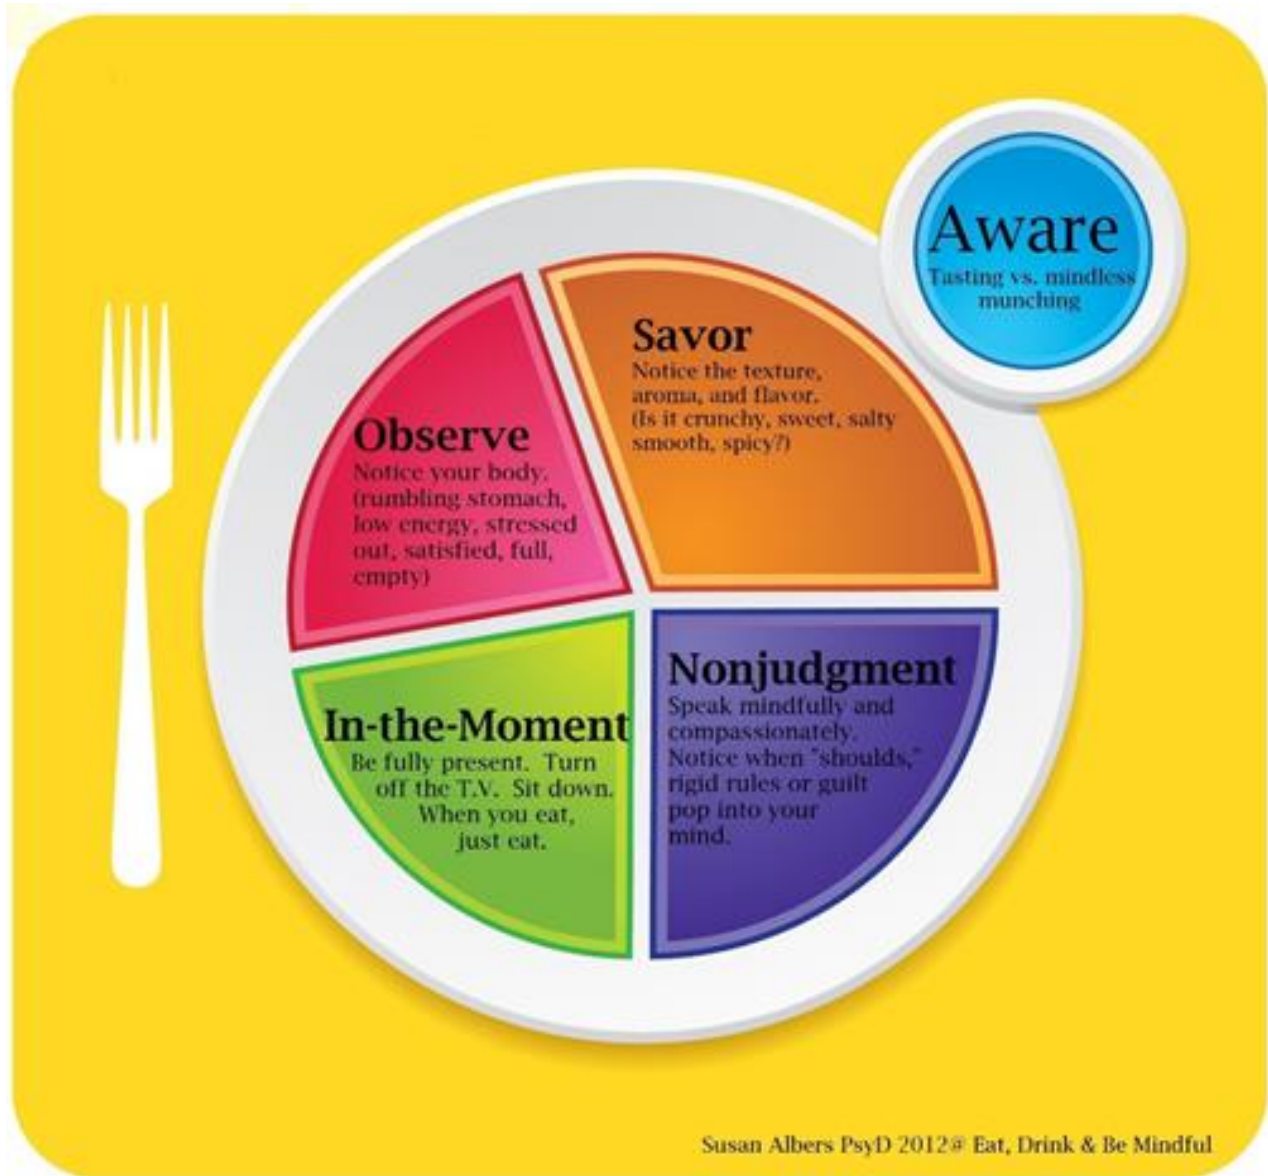 Aware
Tasting vs. mindless
munching
Savor
Notice the texture,
aroma, and flavor.
(Is it crunchy, sweet, salty
smooth, spicy?)
Observe
Notice your body.
(rumbling stomach,
low energy, stressed
out, satisfied, full,
empty)
In-the-Moment
Be fully present. Turn
off the T.V. Sit down.
When you eat,
just eat.
Nonjudgment
Speak mindfully and
compassionately.
Notice when "shoulds,"
rigid rules or guilt
pop into your
mind.
Susan Albers PsyD 2012@ Eat, Drink & Be Mindful